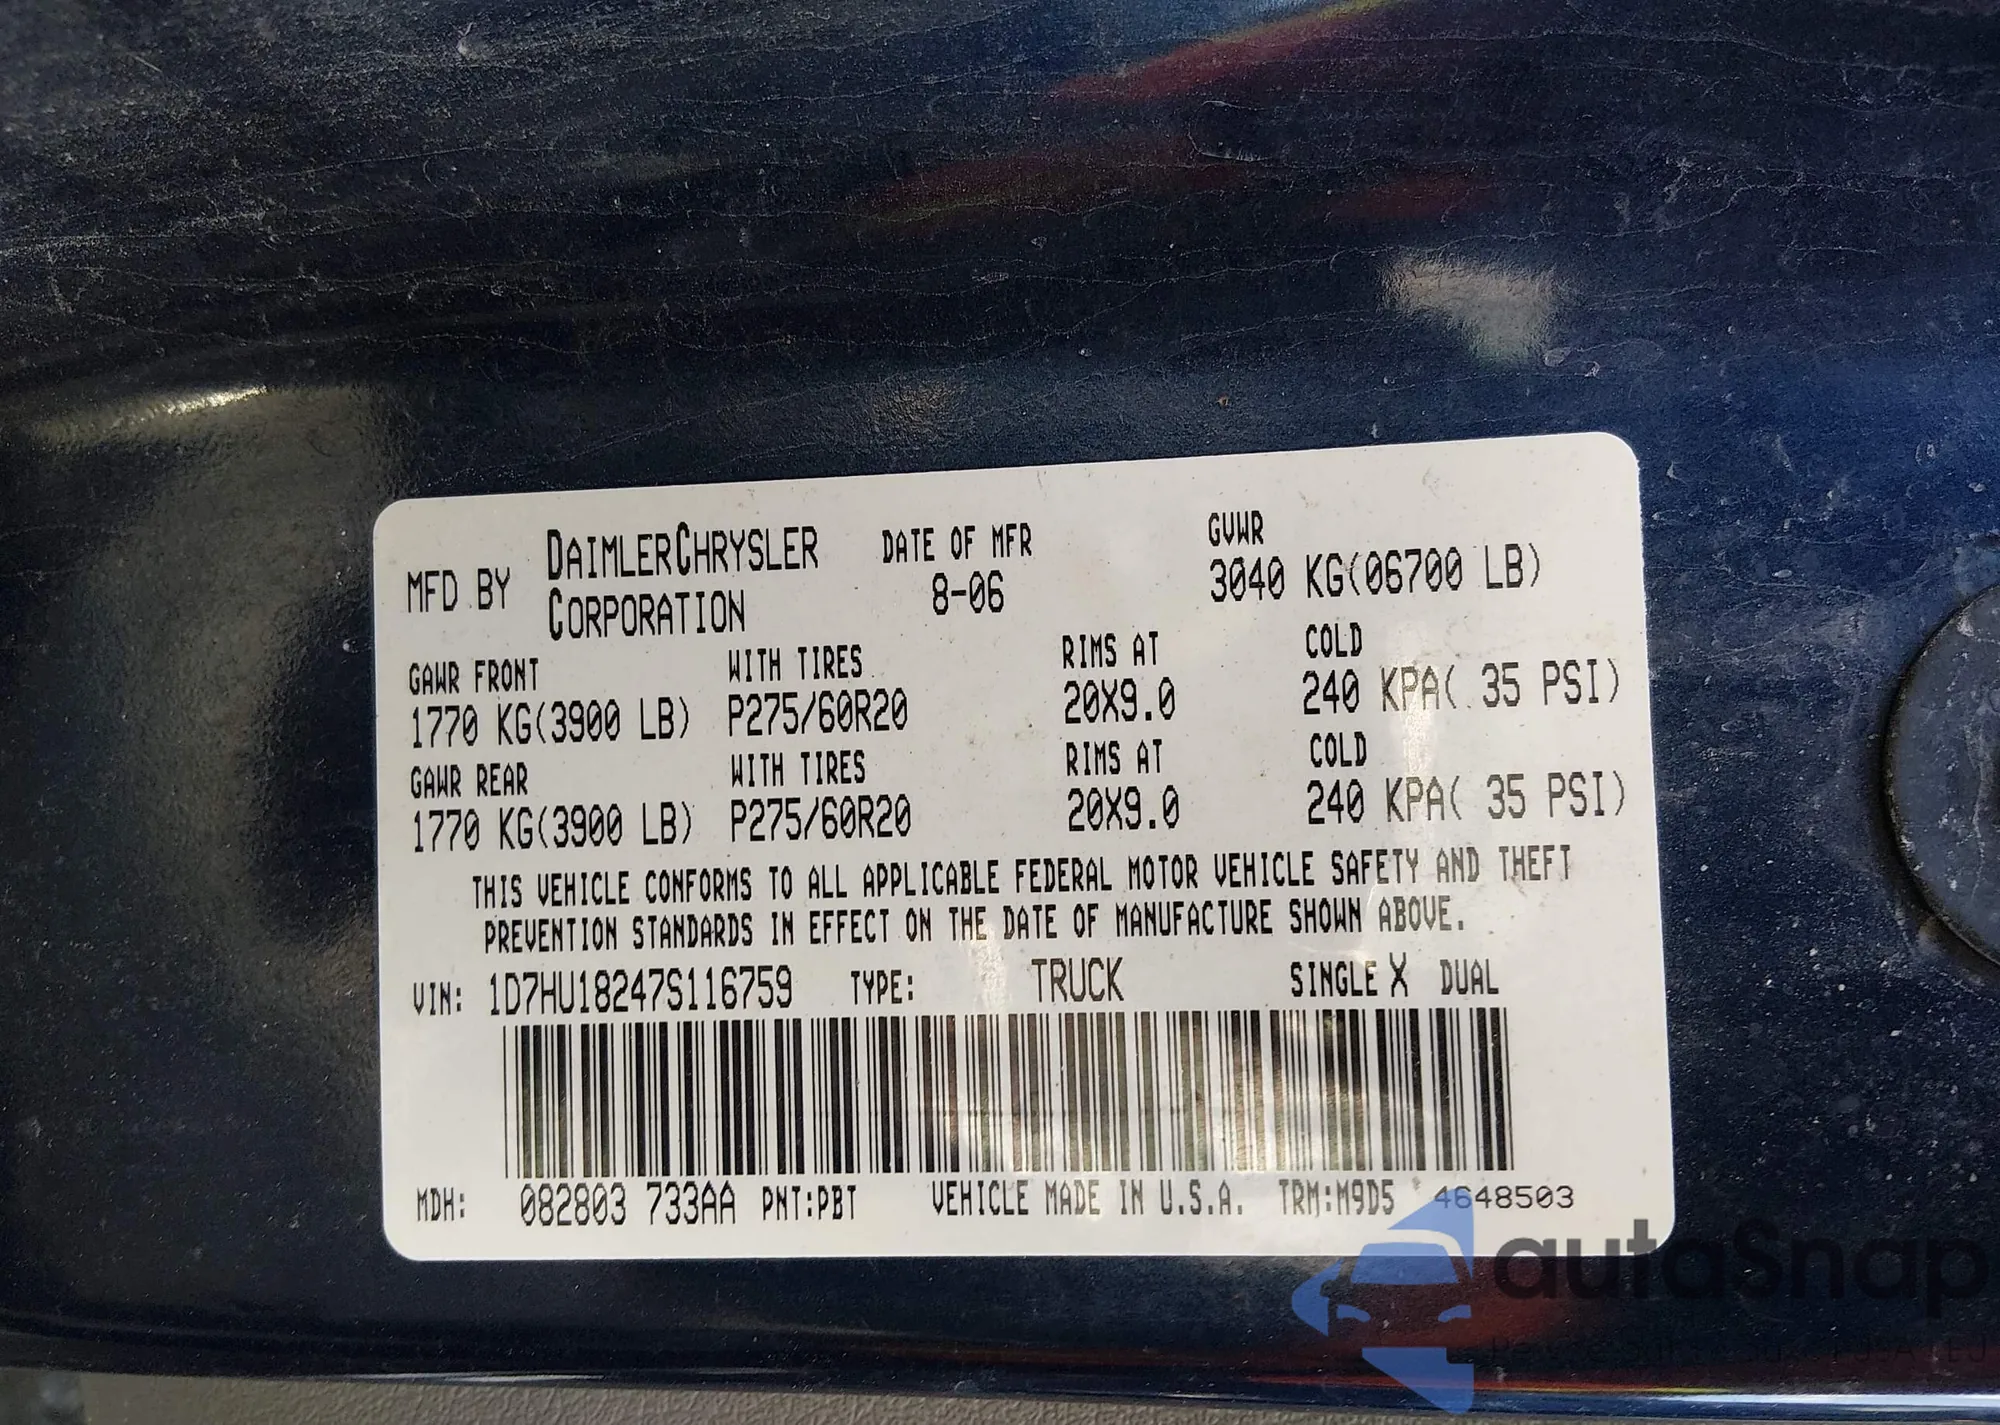 MFD BY DAIMLERCHRYSLER CORPORATION DATE OF MFR 8-06 GVWR 3040 KG(06700 LB)
GAWR FRONT WITH TIRES RIMS AT COLD
1770 KG(3900 LB) P275/60R20 20X9.0 240 KPA( 35 PSI)
GAWR REAR WITH TIRES RIMS AT COLD
1770 KG(3900 LB) P275/60R20 20X9.0 240 KPA( 35 PSI)
THIS VEHICLE CONFORMS TO ALL APPLICABLE FEDERAL MOTOR VEHICLE SAFETY AND THEFT
PREVENTION STANDARDS IN EFFECT ON THE DATE OF MANUFACTURE SHOWN ABOVE.
VIN: 1D7HU18247S116759 TYPE: TRUCK SINGLE X DUAL
MDH: 082803 733AA PNT:PBT VEHICLE MADE IN U.S.A. TRM:M9D5 4648503
autaSnap